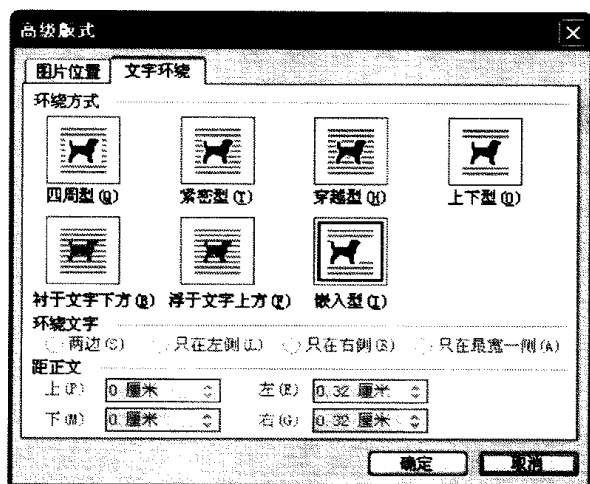 高级版式
图片位置 文字环绕
环绕方式
四周型(Q) 紧密型(T) 穿越型(H) 上下型(O)
衬于文字下方(B) 浮于文字上方(F) 嵌入型(I)
环绕文字
两边(S) 只在左侧(L) 只在右侧(R) 只在最宽一侧(A)
距正文
上(P) 0 厘米 左(E) 0.32 厘米
下(M) 0 厘米 右(G) 0.32 厘米
确定 取消